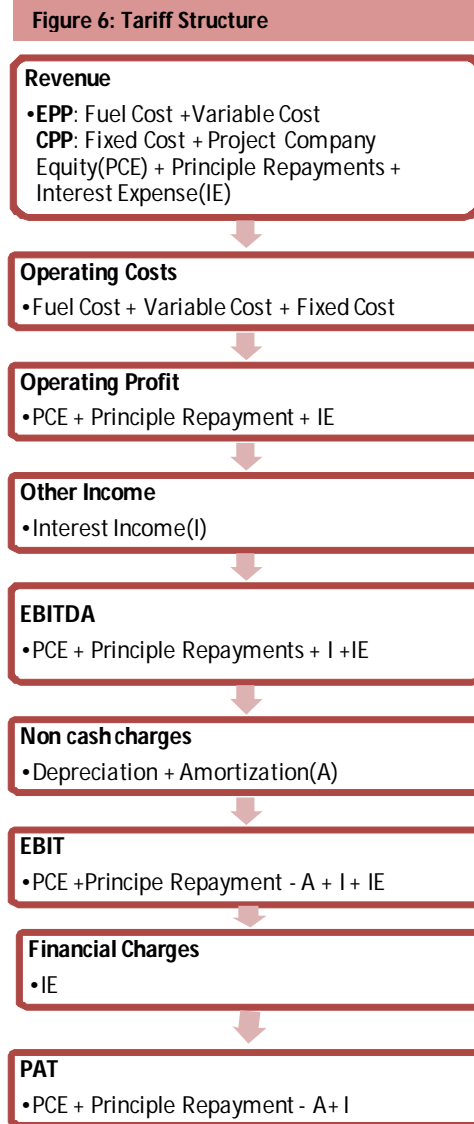 Figure 6: Tariff Structure
Revenue
•EPP: Fuel Cost +Variable Cost
CPP: Fixed Cost + Project Company
Equity(PCE) + Principle Repayments +
Interest Expense(IE)
Operating Costs
•Fuel Cost + Variable Cost + Fixed Cost
Operating Profit
•PCE + Principle Repayment + IE
Other Income
•Interest Income(I)
EBITDA
•PCE + Principle Repayments + I +IE
Non cash charges
•Depreciation + Amortization(A)
EBIT
•PCE +Principe Repayment - A + I + IE
Financial Charges
•IE
PAT
•PCE + Principle Repayment - A+ I